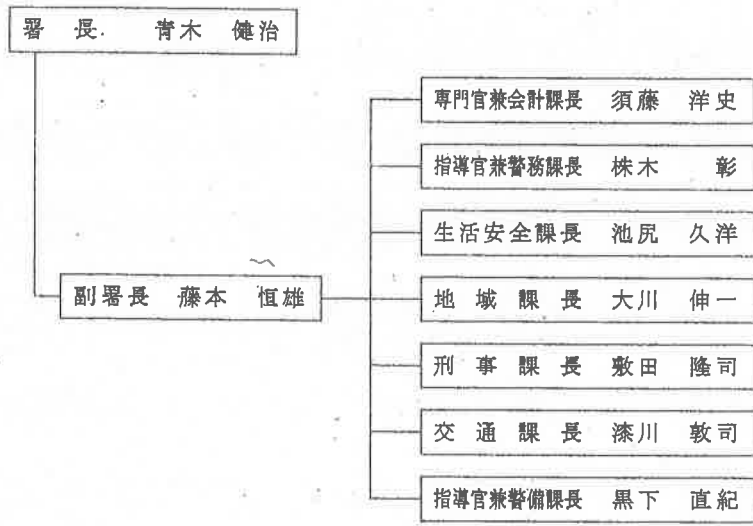 署長 青木 健治
専門官兼会計課長 須藤 洋史
指導官兼警務課長 株木 彰
生活安全課長 池尻 久洋
副署長 藤本 恒雄
地域課長 大川 伸一
刑事課長 敷田 隆司
交通課長 漆川 敦司
指導官兼警備課長 黒下 直紀